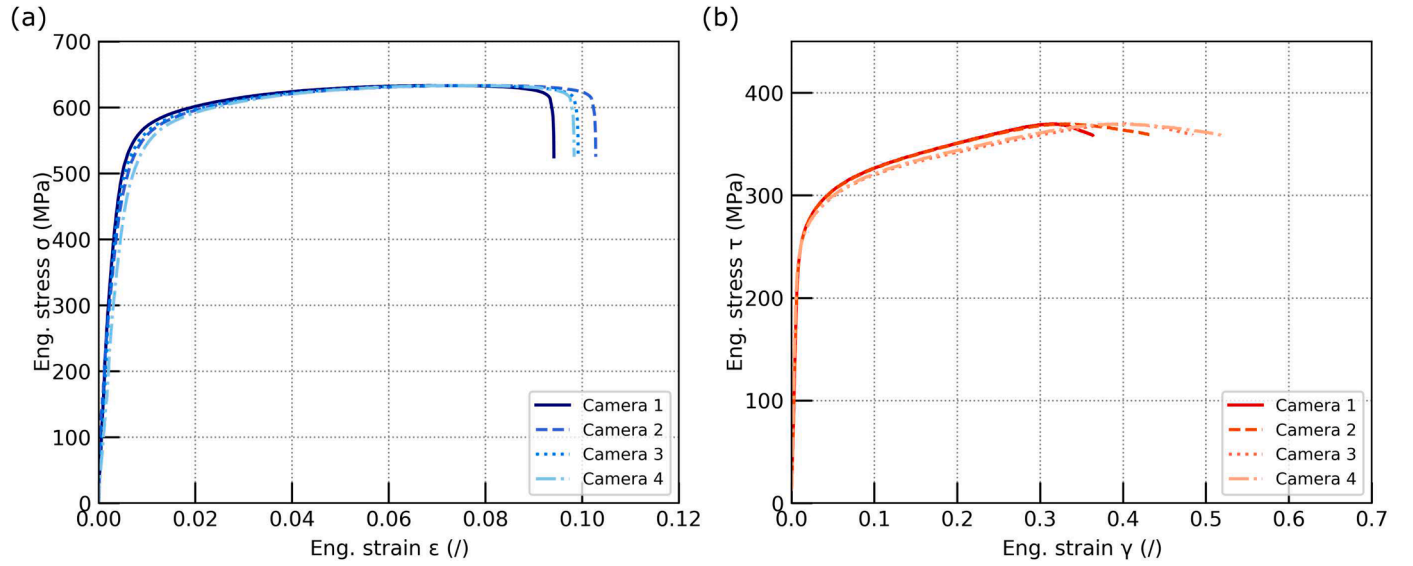 (a)
700
600
500
400
300
200
100
0
Eng. stress σ (MPa)
0.00 0.02 0.04 0.06 0.08 0.10 0.12
Eng. strain ε (/)
Camera 1
Camera 2
Camera 3
Camera 4
(b)
400
300
200
100
0
Eng. stress τ (MPa)
0.0 0.1 0.2 0.3 0.4 0.5 0.6 0.7
Eng. strain γ (/)
Camera 1
Camera 2
Camera 3
Camera 4